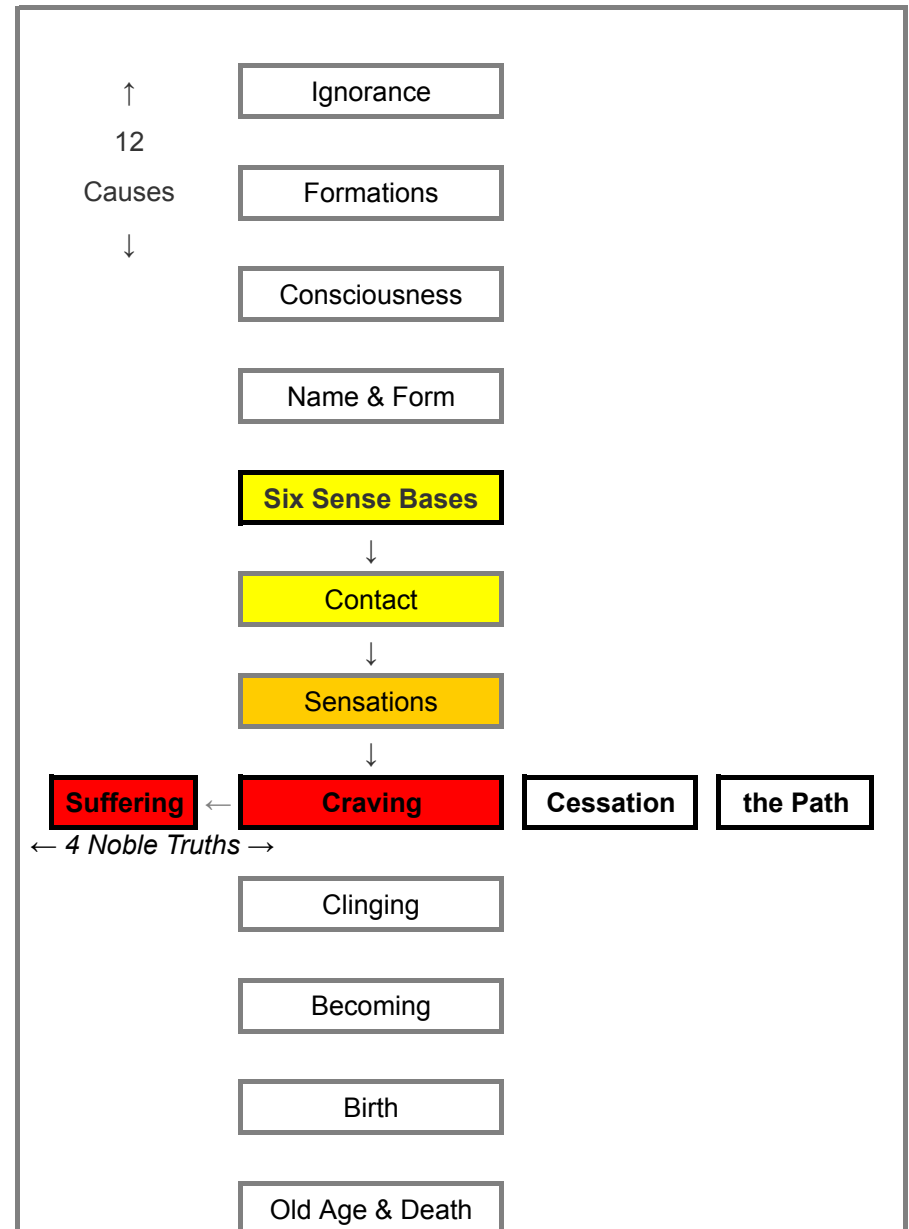 ↑ Ignorance
12
Causes Formations
↓
Consciousness
Name & Form
Six Sense Bases
↓
Contact
↓
Sensations
↓
Suffering ← Craving Cessation the Path
← 4 Noble Truths →
Clinging
Becoming
Birth
Old Age & Death